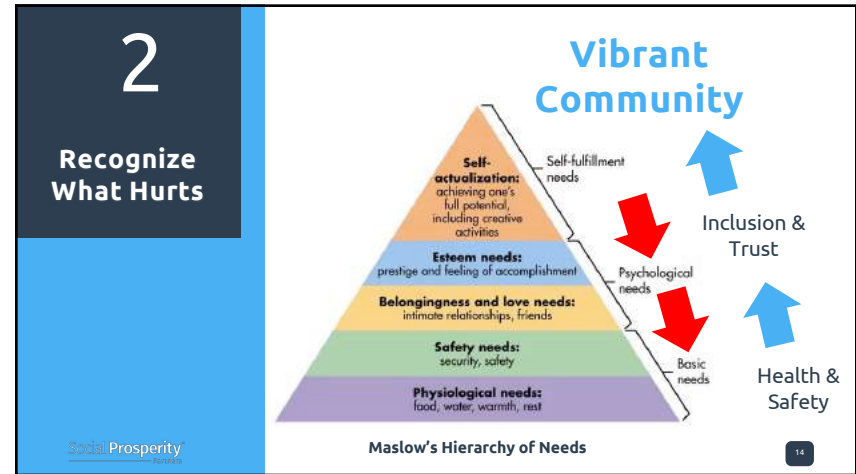 2
Recognize
What Hurts
Vibrant
Community
Self-
actualization:
achieving one's
full potential,
including creative
activities
Esteem needs:
prestige and feeling of accomplishment
Belongingness and love needs:
intimate relationships, friends
Safety needs:
security, safety
Physiological needs:
food, water, warmth, rest
Self-fulfillment
needs
Psychological
needs
Basic
needs
Inclusion &
Trust
Health &
Safety
Social Prosperity
Maslow's Hierarchy of Needs
14